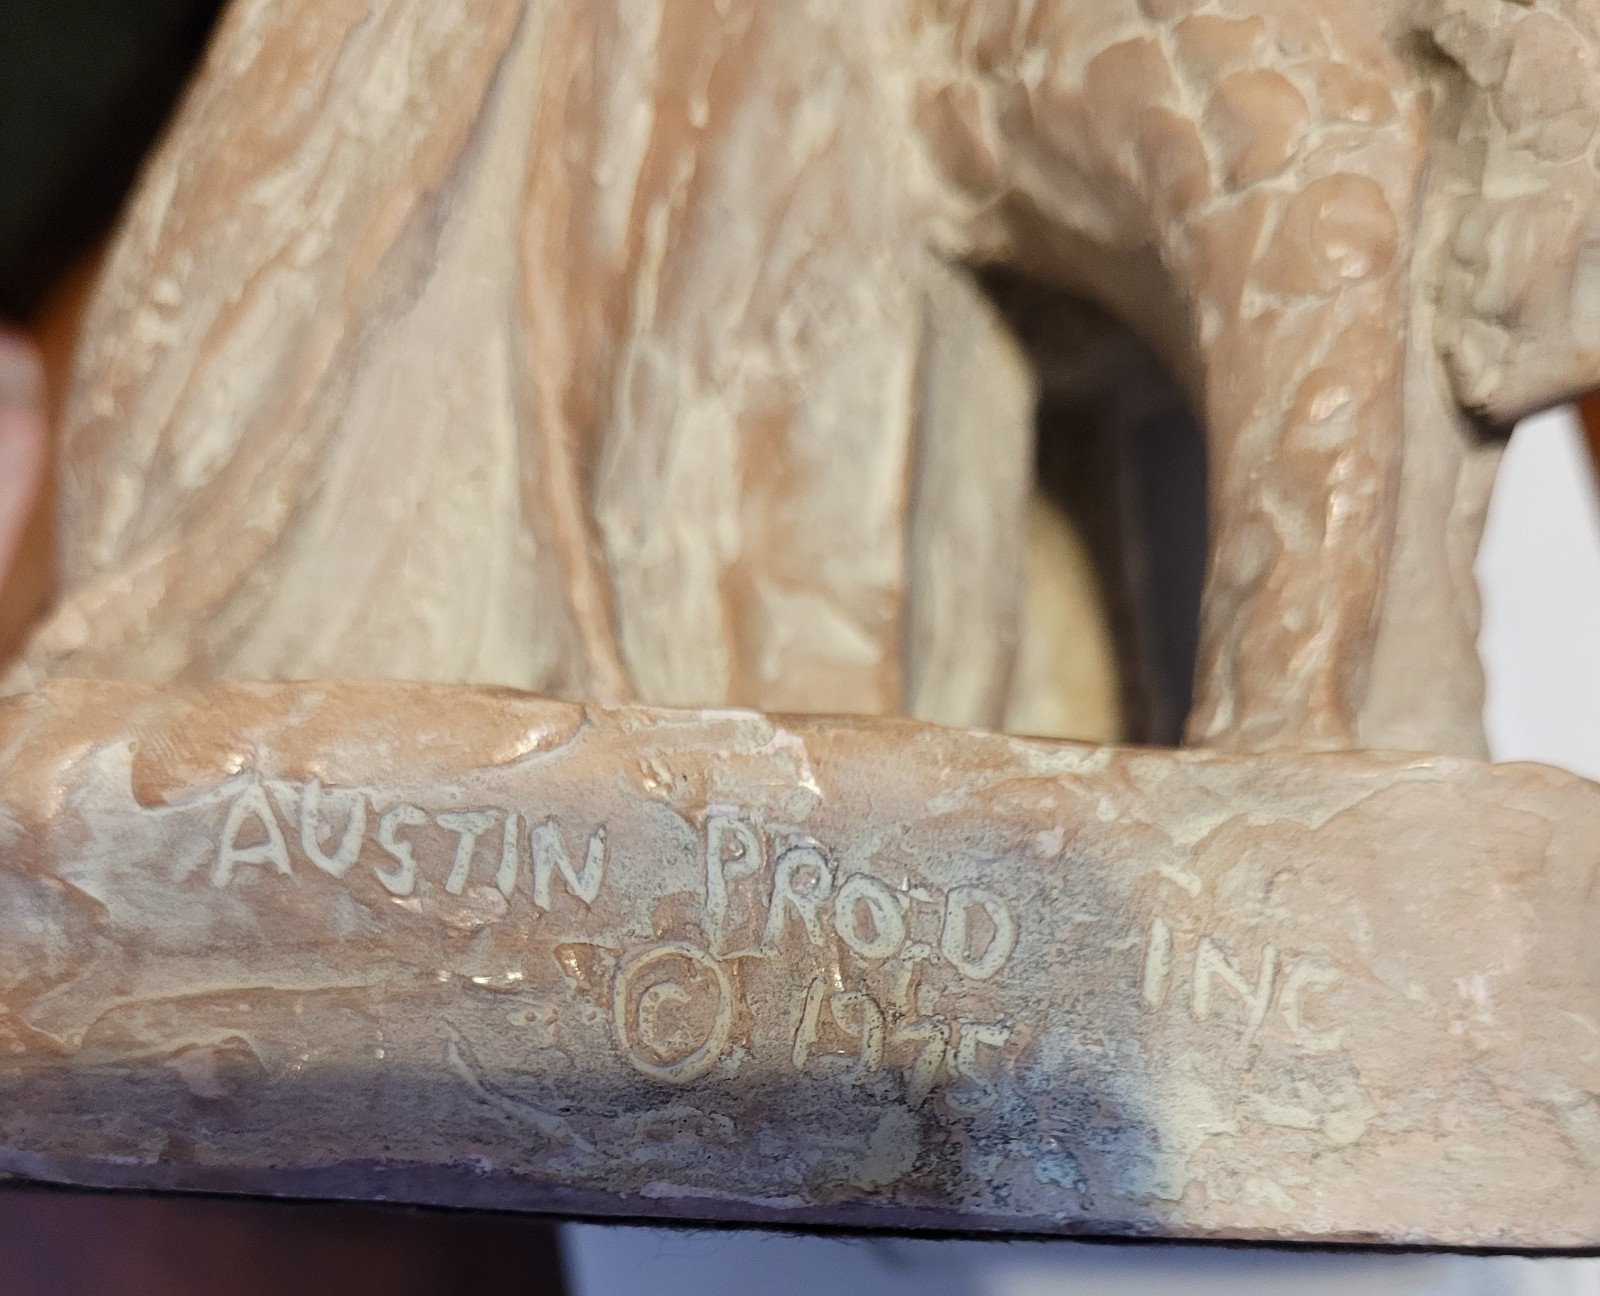 AUSTIN PROD INC
© 1975